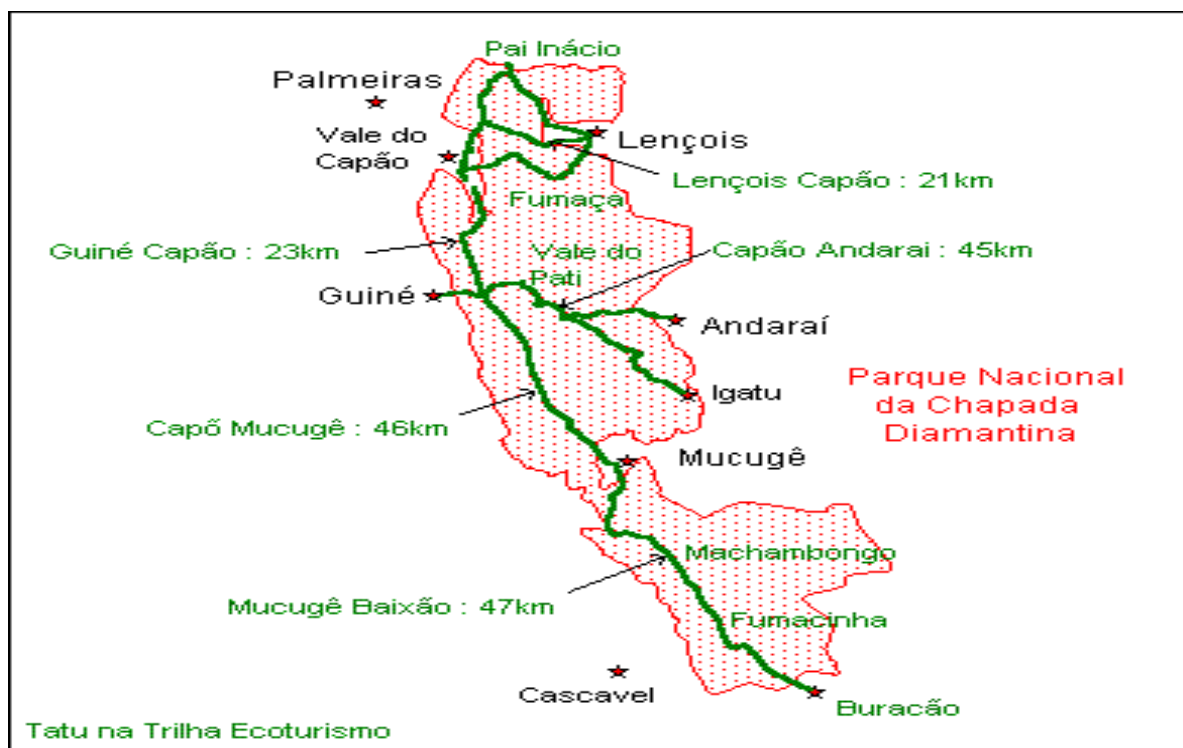 Pai Inácio
Palmeiras
Vale do
Capão
Lençois
Lençois Capão : 21km
Fumaça
Guiné Capão : 23km
Vale do
Pati
Capão Andarai : 45km
Guiné
Andaraí
Parque Nacional
da Chapada
Diamantina
Igatu
Capõ Mucugê : 46km
Mucugê
Machambongo
Mucugê Baixão : 47km
Fumacinha
Cascavel
Buracão
Tatu na Trilha Ecoturismo